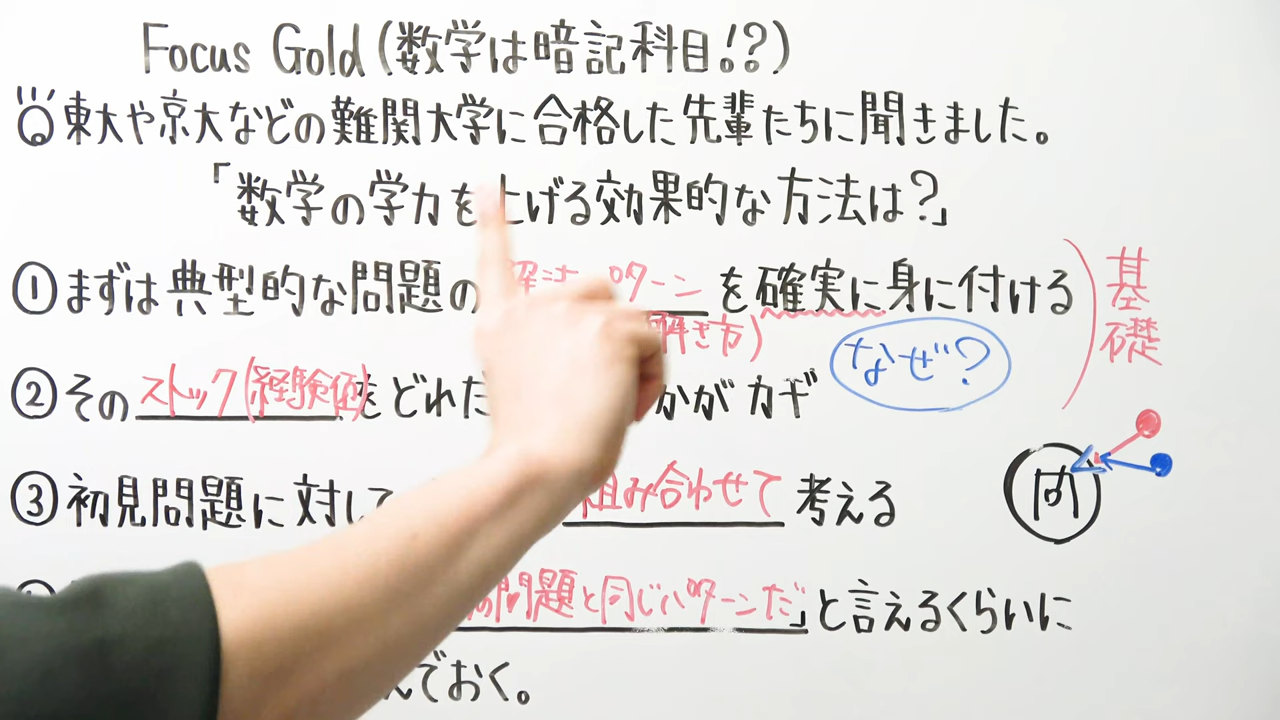 Focus Gold (数学は暗記科目!?)
東大や京大などの難関大学に合格した先輩たちに聞きました。
「数学の学力を上げる効果的な方法は?」
①まずは典型的な問題の 解法パターン を確実に身に付ける
解き方)
基礎
なぜ?
②その ストック(経験値) をどれだ かがカギ
③初見問題に対して 組み合わせて 考える
問
問題と同じパターンだ」と言えるくらいに
でおく。